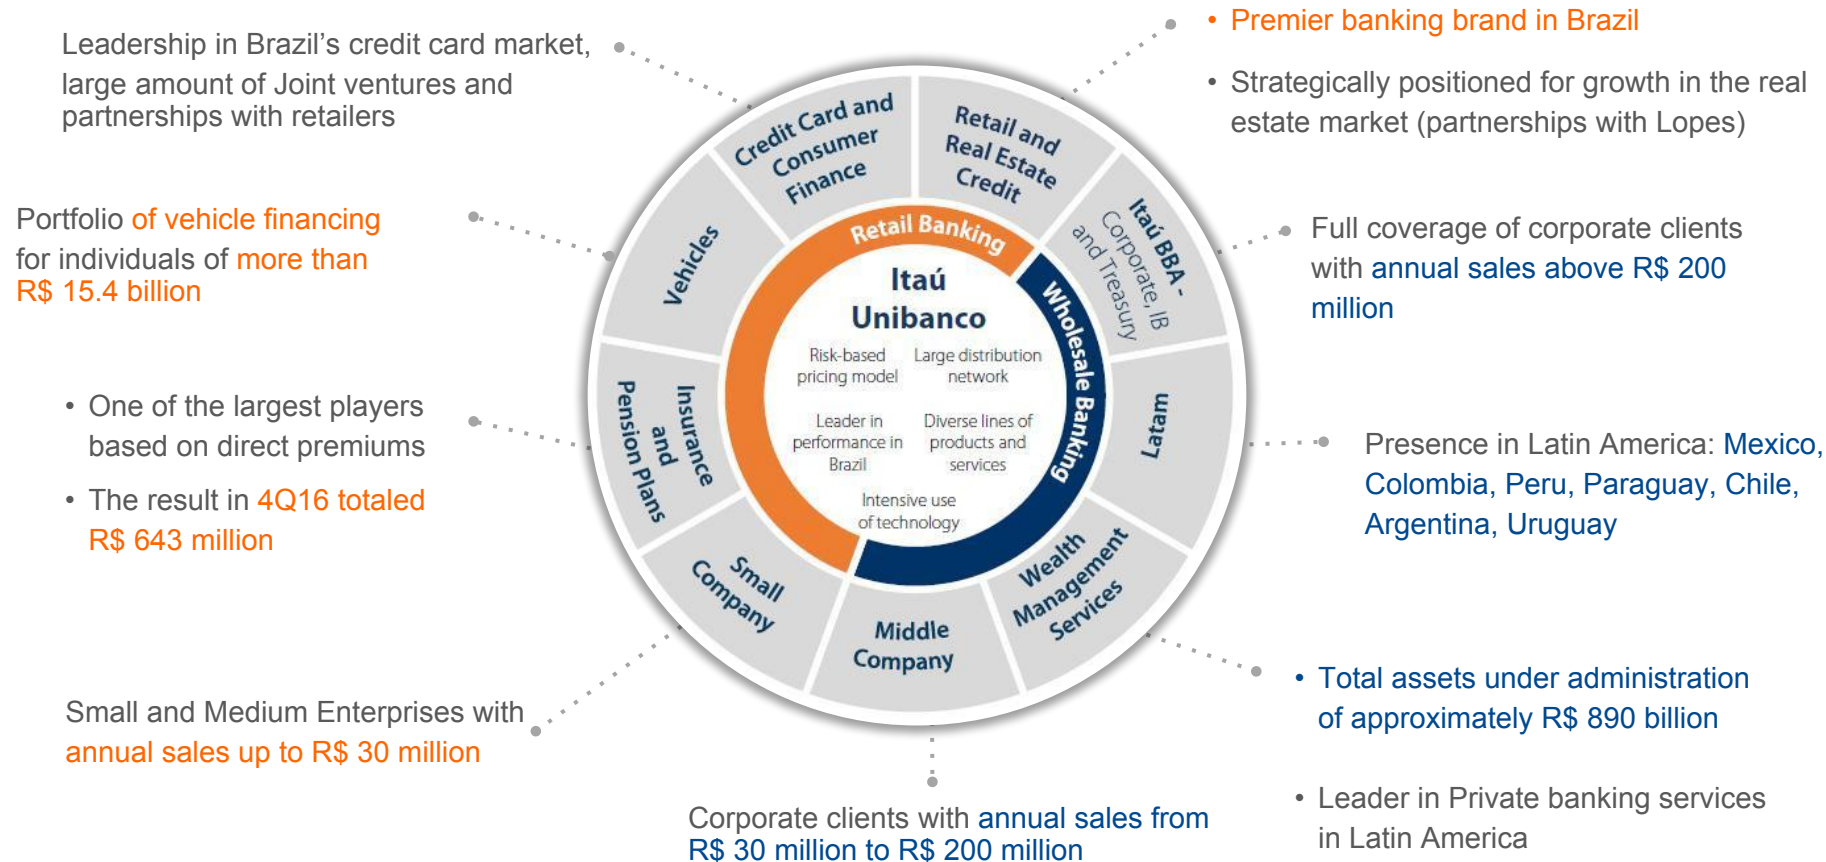 Leadership in Brazil’s credit card market,
large amount of Joint ventures and
partnerships with retailers
• Premier banking brand in Brazil
• Strategically positioned for growth in the real
estate market (partnerships with Lopes)
Portfolio of vehicle financing
for individuals of more than
R$ 15.4 billion
Full coverage of corporate clients
with annual sales above R$ 200
million
• One of the largest players
based on direct premiums
• The result in 4Q16 totaled
R$ 643 million
Presence in Latin America: Mexico,
Colombia, Peru, Paraguay, Chile,
Argentina, Uruguay
Small and Medium Enterprises with
annual sales up to R$ 30 million
• Total assets under administration
of approximately R$ 890 billion
• Leader in Private banking services
in Latin America
Corporate clients with annual sales from
R$ 30 million to R$ 200 million
Credit Card and
Consumer
Finance
Retail and
Real Estate
Credit
Itaú BBA -
Corporate, IB
and Treasury
Latam
Wealth
Management
Services
Middle
Company
Small
Company
Insurance
and
Pension Plans
Vehicles
Retail Banking
Wholesale Banking
Itaú
Unibanco
Risk-based
pricing model
Large distribution
network
Leader in
performance in
Brazil
Diverse lines of
products and
services
Intensive use
of technology